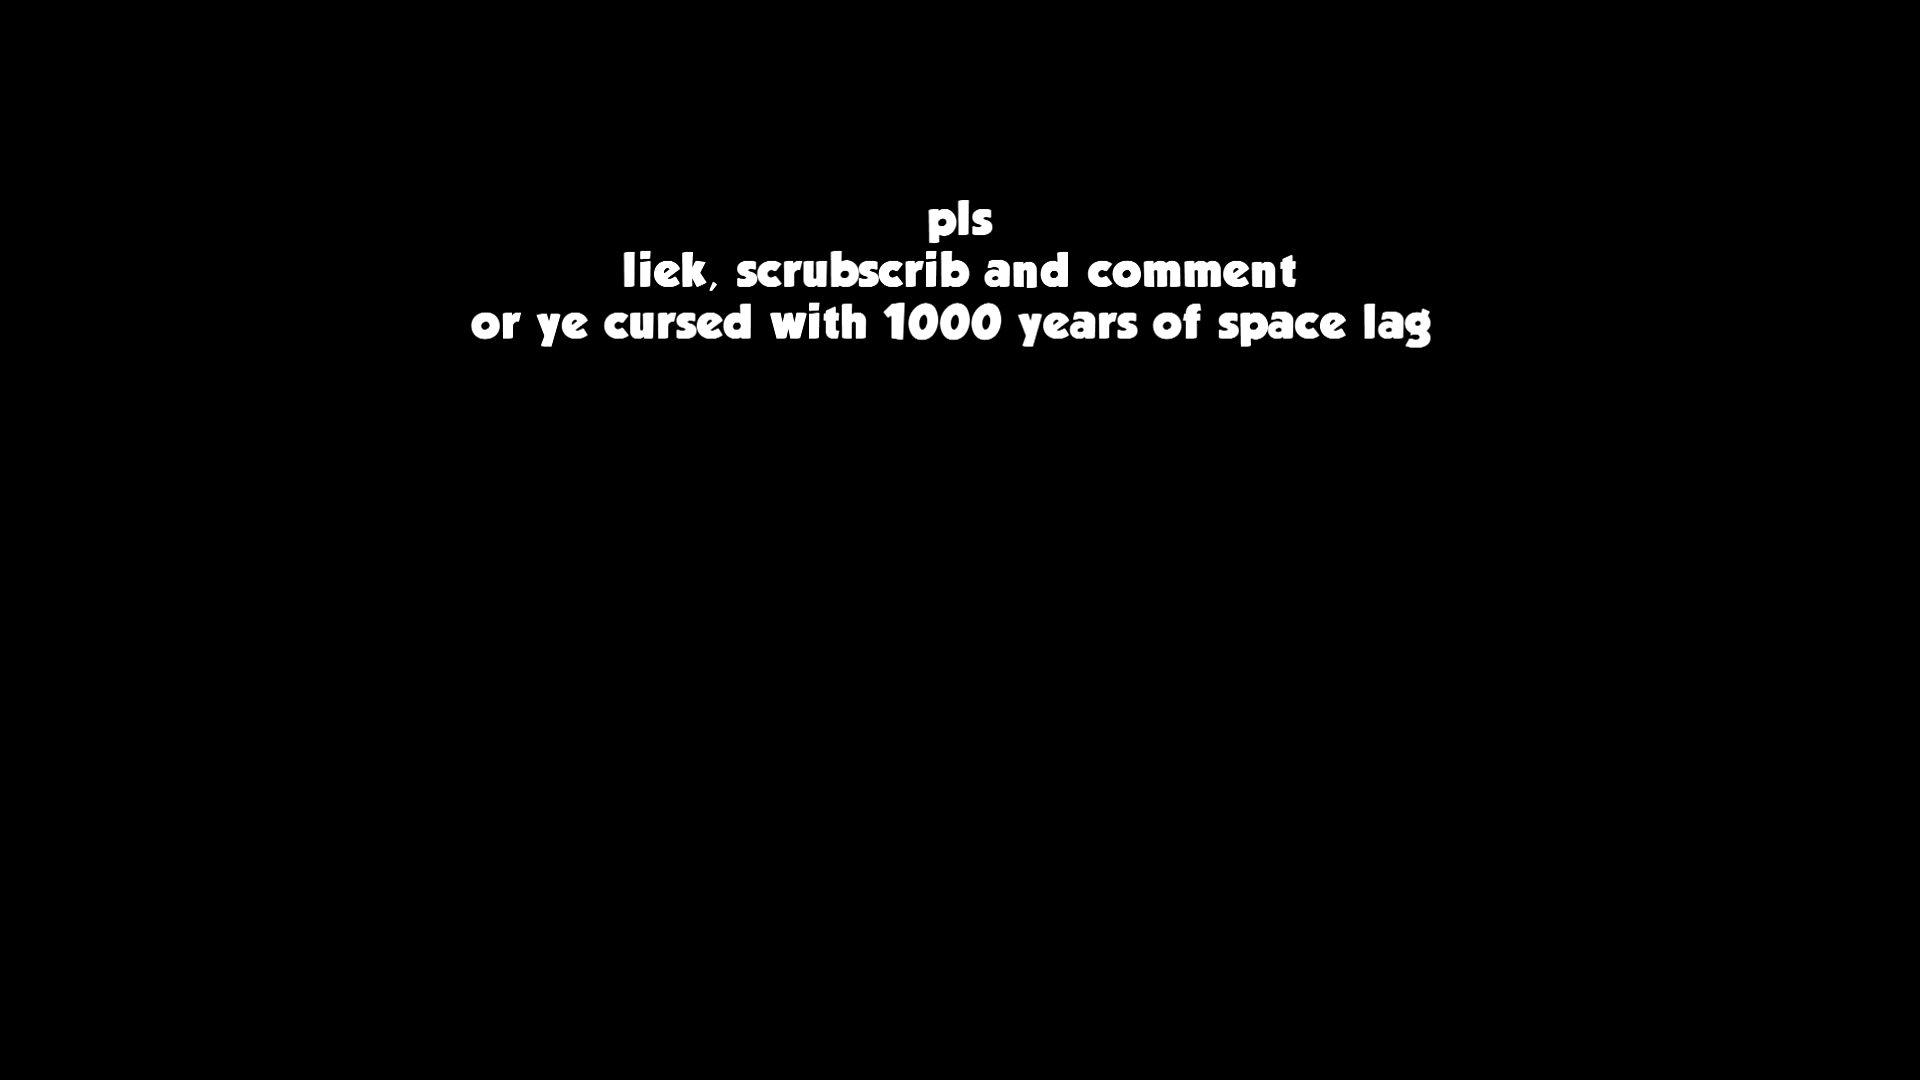 pls
liek, scrubscrib and comment
or ye cursed with 1000 years of space lag